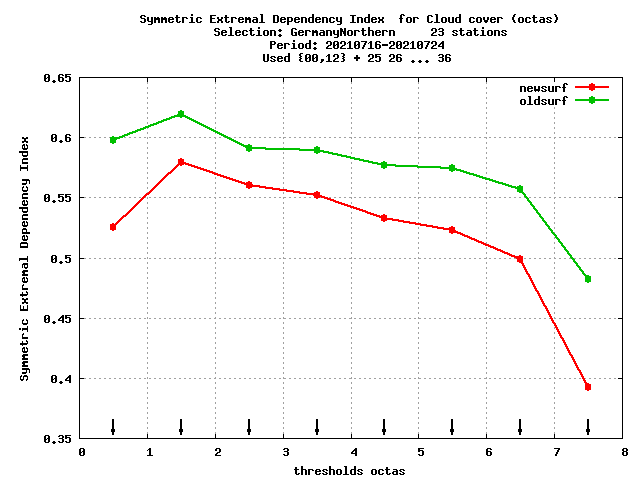 Symmetric Extremal Dependency Index  for Cloud cover (octas)
Selection: GermanyNorthern     23 stations
Period: 20210716-20210724
Used {00,12} + 25 26 ... 36
newsurf
oldsurf
Symmetric Extremal Dependency Index
0.65
0.6
0.55
0.5
0.45
0.4
0.35
0 1 2 3 4 5 6 7 8
thresholds octas